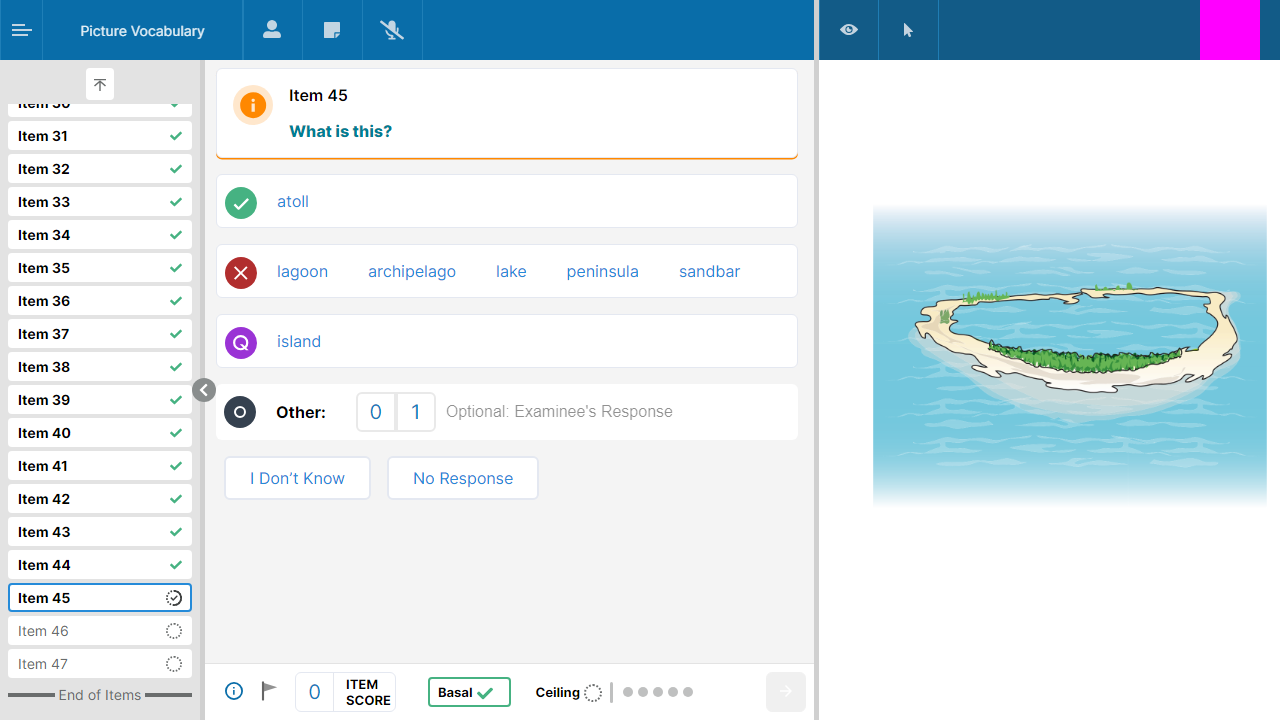 Picture Vocabulary
Item 30
Item 31
Item 32
Item 33
Item 34
Item 35
Item 36
Item 37
Item 38
Item 39
Item 40
Item 41
Item 42
Item 43
Item 44
Item 45
Item 46
Item 47
End of Items
Item 45
What is this?
atoll
lagoon archipelago lake peninsula sandbar
Q island
Other: 0 1 Optional: Examinee's Response
I Don’t Know No Response
0 ITEM SCORE Basal Ceiling